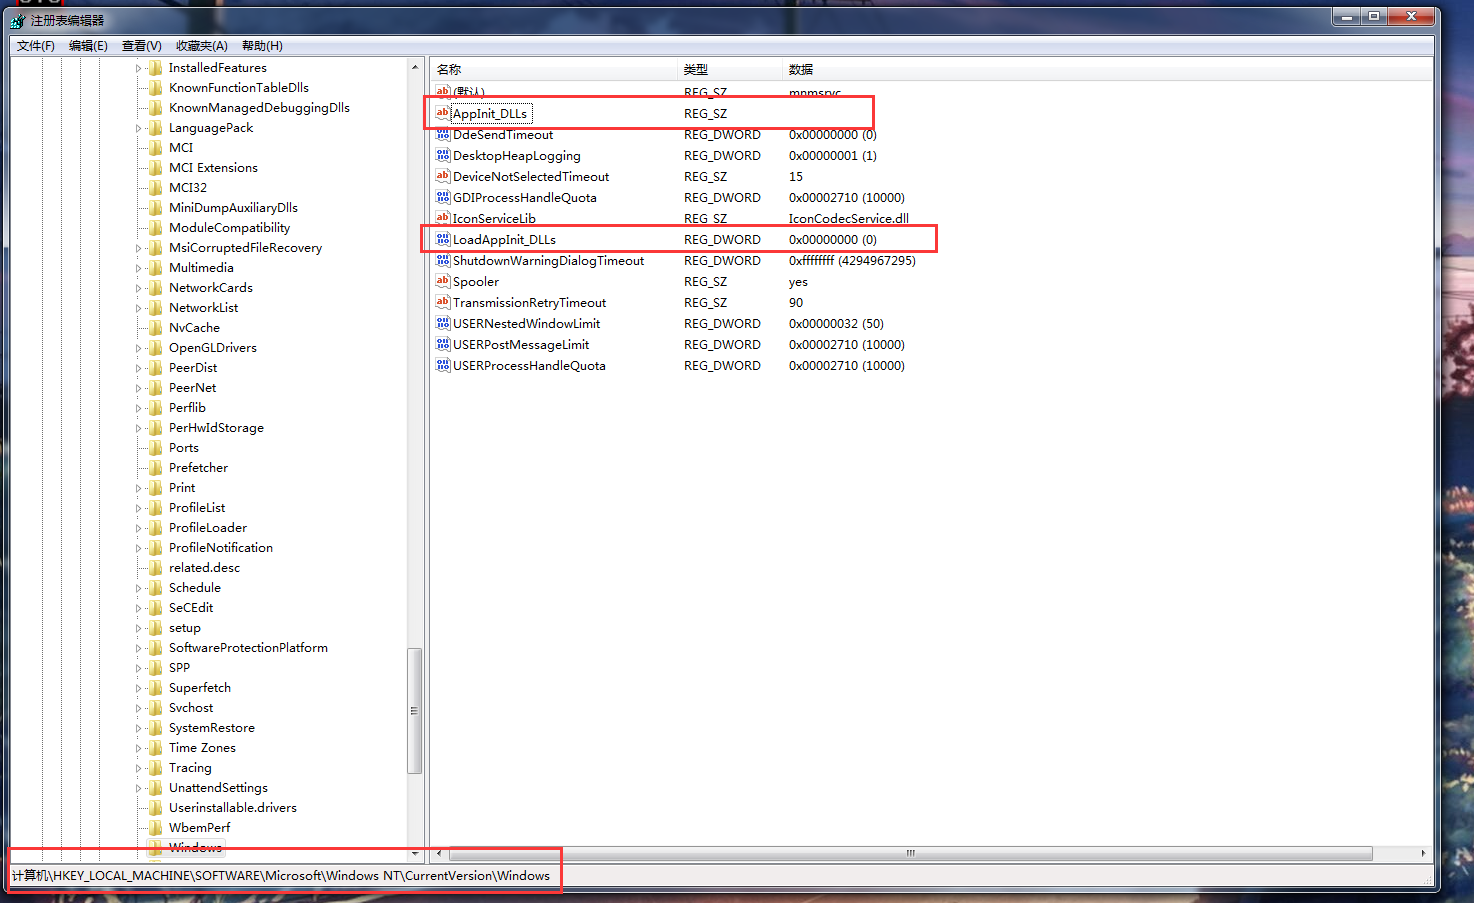 注册表编辑器
文件(F) 编辑(E) 查看(V) 收藏夹(A) 帮助(H)
InstalledFeatures
KnownFunctionTableDlls
KnownManagedDebuggingDlls
LanguagePack
MCI
MCI Extensions
MCI32
MiniDumpAuxiliaryDlls
ModuleCompatibility
MsiCorruptedFileRecovery
Multimedia
NetworkCards
NetworkList
NvCache
OpenGLDrivers
PeerDist
PeerNet
Perflib
PerHwIdStorage
Ports
Prefetcher
Print
ProfileList
ProfileLoader
ProfileNotification
related.desc
Schedule
SeCEdit
setup
SoftwareProtectionPlatform
SPP
Superfetch
Svchost
SystemRestore
Time Zones
Tracing
UnattendSettings
Userinstallable.drivers
WbemPerf
Windows
名称 类型 数据
(默认) REG_SZ mnmsrvc
AppInit_DLLs REG_SZ
DdeSendTimeout REG_DWORD 0x00000000 (0)
DesktopHeapLogging REG_DWORD 0x00000001 (1)
DeviceNotSelectedTimeout REG_SZ 15
GDIProcessHandleQuota REG_DWORD 0x00002710 (10000)
IconServiceLib REG_SZ IconCodecService.dll
LoadAppInit_DLLs REG_DWORD 0x00000000 (0)
ShutdownWarningDialogTimeout REG_DWORD 0xffffffff (4294967295)
Spooler REG_SZ yes
TransmissionRetryTimeout REG_SZ 90
USERNestedWindowLimit REG_DWORD 0x00000032 (50)
USERPostMessageLimit REG_DWORD 0x00002710 (10000)
USERProcessHandleQuota REG_DWORD 0x00002710 (10000)
计算机\HKEY_LOCAL_MACHINE\SOFTWARE\Microsoft\Windows NT\CurrentVersion\Windows